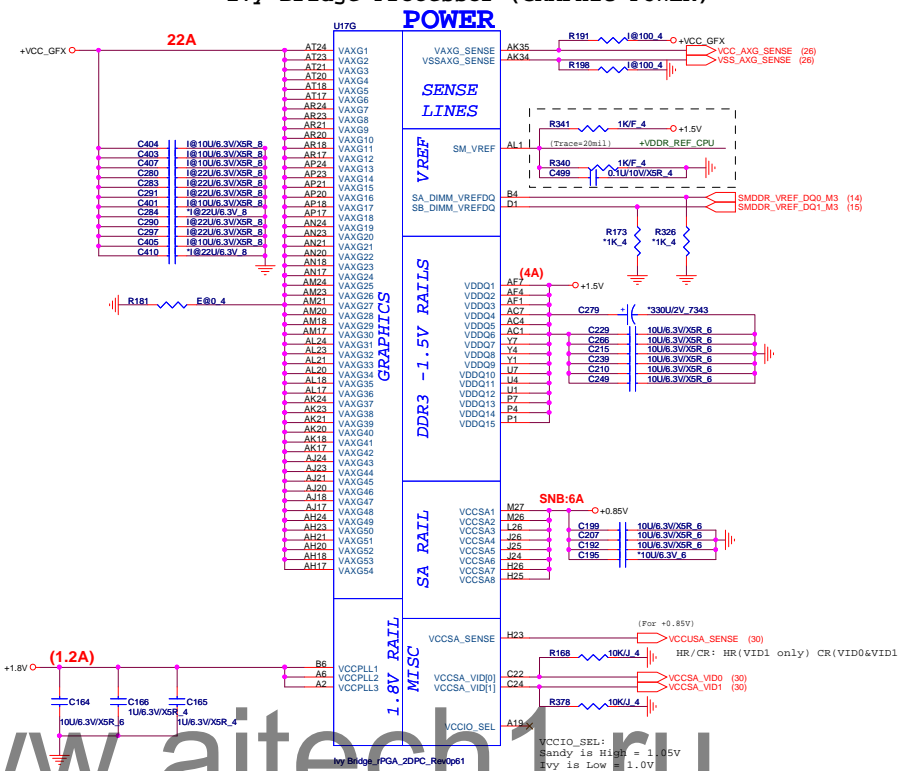 Ivy Bridge Processor (GRAPHIC POWER)
POWER
U17G
+VCC_GFX
22A
AT24 VAXG1
AT23 VAXG2
AT21 VAXG3
AT20 VAXG4
AT18 VAXG5
AT17 VAXG6
AR24 VAXG7
AR23 VAXG8
AR21 VAXG9
AR20 VAXG10
AR18 VAXG11
AR17 VAXG12
AP24 VAXG13
AP23 VAXG14
AP21 VAXG15
AP20 VAXG16
AP18 VAXG17
AP17 VAXG18
AN24 VAXG19
AN23 VAXG20
AN21 VAXG21
AN20 VAXG22
AN18 VAXG23
AN17 VAXG24
AM24 VAXG25
AM23 VAXG26
AM21 VAXG27
AM20 VAXG28
AM18 VAXG29
AM17 VAXG30
AL24 VAXG31
AL23 VAXG32
AL21 VAXG33
AL20 VAXG34
AL18 VAXG35
AL17 VAXG36
AK24 VAXG37
AK23 VAXG38
AK21 VAXG39
AK20 VAXG40
AK18 VAXG41
AK17 VAXG42
AJ24 VAXG43
AJ23 VAXG44
AJ21 VAXG45
AJ20 VAXG46
AJ18 VAXG47
AJ17 VAXG48
AH24 VAXG49
AH23 VAXG50
AH21 VAXG51
AH20 VAXG52
AH18 VAXG53
AH17 VAXG54
C404 I@10U/6.3V/X5R_8
C403 I@10U/6.3V/X5R_8
C407 I@10U/6.3V/X5R_8
C280 I@22U/6.3V/X5R_8
C283 I@22U/6.3V/X5R_8
C291 I@22U/6.3V/X5R_8
C401 I@10U/6.3V/X5R_8
C284 *I@22U/6.3V_8
C290 I@22U/6.3V/X5R_8
C297 I@22U/6.3V/X5R_8
C405 I@10U/6.3V/X5R_8
C410 *I@22U/6.3V_8
R181 E@0_4
GRAPHICS
SENSE
LINES
VAXG_SENSE AK35
VSSAXG_SENSE AK34
R191 I@100_4 +VCC_GFX
VCC_AXG_SENSE (26)
VSS_AXG_SENSE (26)
R198 I@100_4
VREF
SM_VREF AL1
R341 1K/F_4 +1.5V
(Trace=20mil) +VDDR_REF_CPU
R340 1K/F_4
C499 0.1U/10V/X5R_4
SA_DIMM_VREFDQ B4
SB_DIMM_VREFDQ D1
SMDDR_VREF_DQ0_M3 (14)
SMDDR_VREF_DQ1_M3 (15)
R173 *1K_4
R326 *1K_4
DDR3 -1.5V RAILS
(4A)
+1.5V
VDDQ1 AF7
VDDQ2 AF4
VDDQ3 AF1
VDDQ4 AC7
VDDQ5 AC4
VDDQ6 AC1
VDDQ7 Y7
VDDQ8 Y4
VDDQ9 Y1
VDDQ10 U7
VDDQ11 U4
VDDQ12 U1
VDDQ13 P7
VDDQ14 P4
VDDQ15 P1
C279 + *330U/2V_7343
C229 10U/6.3V/X5R_6
C266 10U/6.3V/X5R_6
C215 10U/6.3V/X5R_6
C239 10U/6.3V/X5R_6
C210 10U/6.3V/X5R_6
C249 10U/6.3V/X5R_6
SA RAIL
SNB:6A
+0.85V
VCCSA1 M27
VCCSA2 M26
VCCSA3 L26
VCCSA4 J26
VCCSA5 J25
VCCSA6 J24
VCCSA7 H26
VCCSA8 H25
C199 10U/6.3V/X5R_6
C207 10U/6.3V/X5R_6
C192 10U/6.3V/X5R_6
C195 *10U/6.3V_6
1.8V RAIL
MISC
+1.8V
(1.2A)
B6 VCCPLL1
A6 VCCPLL2
A2 VCCPLL3
C164 10U/6.3V/X5R_6
C166 1U/6.3V/X5R_4
C165 1U/6.3V/X5R_4
VCCSA_SENSE H23
(For +0.85V)
VCCUSA_SENSE (30)
R168 10K/J_4
HR/CR: HR(VID1 only) CR(VID0&VID1
VCCSA_VID[0] C22
VCCSA_VID[1] C24
VCCSA_VID0 (30)
VCCSA_VID1 (30)
R378 10K/J_4
VCCIO_SEL A19
VCCIO_SEL:
Sandy is High = 1.05V
Ivy is Low = 1.0V
Ivy Bridge_rPGA_2DPC_Rev0p61
www.aitech1.ru